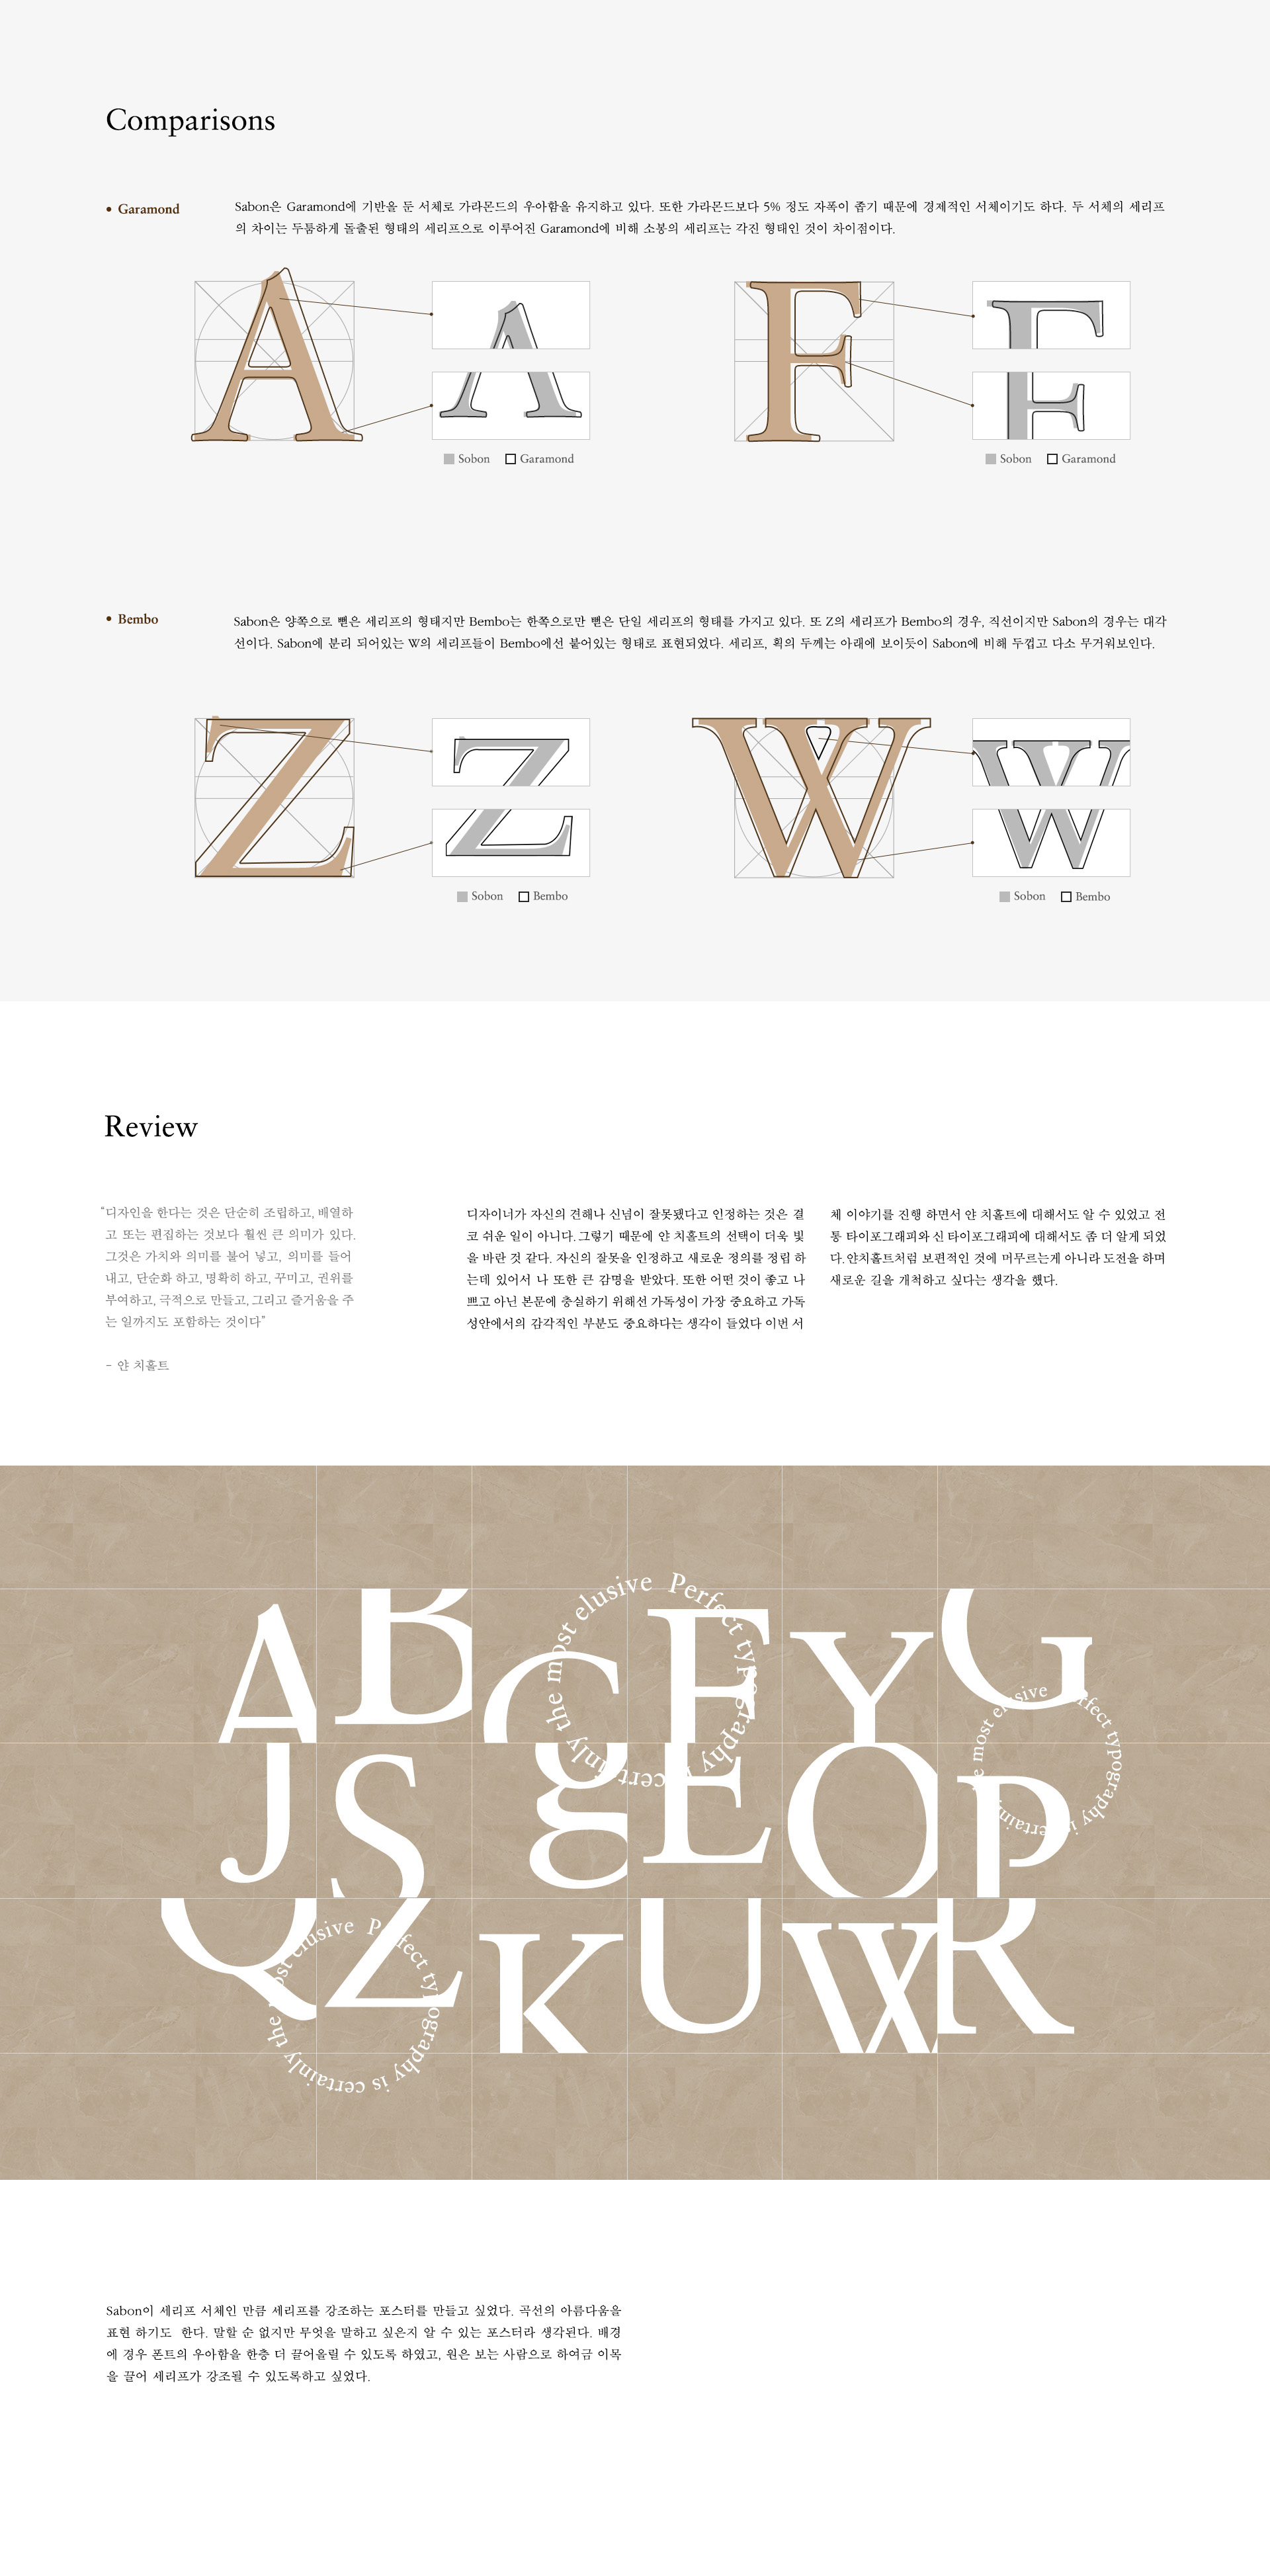 Comparisons
• Garamond
Sabon은 Garamond에 기반을 둔 서체로 가라몬드의 우아함을 유지하고 있다. 또한 가라몬드보다 5% 정도 자폭이 좁기 때문에 경제적인 서체이기도 하다. 두 서체의 세리프
의 차이는 두툼하게 돌출된 형태의 세리프으로 이루어진 Garamond에 비해 소봉의 세리프는 각진 형태인 것이 차이점이다.
A
F
Sobon Garamond
Sobon Garamond
• Bembo
Sabon은 양쪽으로 뻗은 세리프의 형태지만 Bembo는 한쪽으로만 뻗은 단일 세리프의 형태를 가지고 있다. 또 Z의 세리프가 Bembo의 경우, 직선이지만 Sabon의 경우는 대각
선이다. Sabon에 분리 되어있는 W의 세리프들이 Bembo에선 붙어있는 형태로 표현되었다. 세리프, 획의 두께는 아래에 보이듯이 Sabon에 비해 두껍고 다소 무거워보인다.
Z
W
Sobon Bembo
Sobon Bembo
Review
“디자인을 한다는 것은 단순히 조립하고, 배열하
고 또는 편집하는 것보다 훨씬 큰 의미가 있다.
그것은 가치와 의미를 불어 넣고, 의미를 들어
내고, 단순화 하고, 명확히 하고, 꾸미고, 권위를
부여하고, 극적으로 만들고, 그리고 즐거움을 주
는 일까지도 포함하는 것이다”
- 얀 치홀트
디자이너가 자신의 견해나 신념이 잘못됐다고 인정하는 것은 결
코 쉬운 일이 아니다. 그렇기 때문에 얀 치홀트의 선택이 더욱 빛
을 바란 것 같다. 자신의 잘못을 인정하고 새로운 정의를 정립 하
는데 있어서 나 또한 큰 감명을 받았다. 또한 어떤 것이 좋고 나
쁘고 아닌 본문에 충실하기 위해선 가독성이 가장 중요하고 가독
성안에서의 감각적인 부분도 중요하다는 생각이 들었다 이번 서
체 이야기를 진행 하면서 얀 치홀트에 대해서도 알 수 있었고 전
통 타이포그래피와 신 타이포그래피에 대해서도 좀 더 알게 되었
다. 얀치홀트처럼 보편적인 것에 머무르는게 아니라 도전을 하며
새로운 길을 개척하고 싶다는 생각을 했다.
A B C E Y G
Perfect typography is certainly the most elusive
Perfect typography is certainly the most elusive
J S g E O P
Q Z K U W R
Perfect typography is certainly the most elusive
Sabon이 세리프 서체인 만큼 세리프를 강조하는 포스터를 만들고 싶었다. 곡선의 아름다움을
표현 하기도 한다. 말할 순 없지만 무엇을 말하고 싶은지 알 수 있는 포스터라 생각된다. 배경
에 경우 폰트의 우아함을 한층 더 끌어올릴 수 있도록 하였고, 원은 보는 사람으로 하여금 이목
을 끌어 세리프가 강조될 수 있도록하고 싶었다.